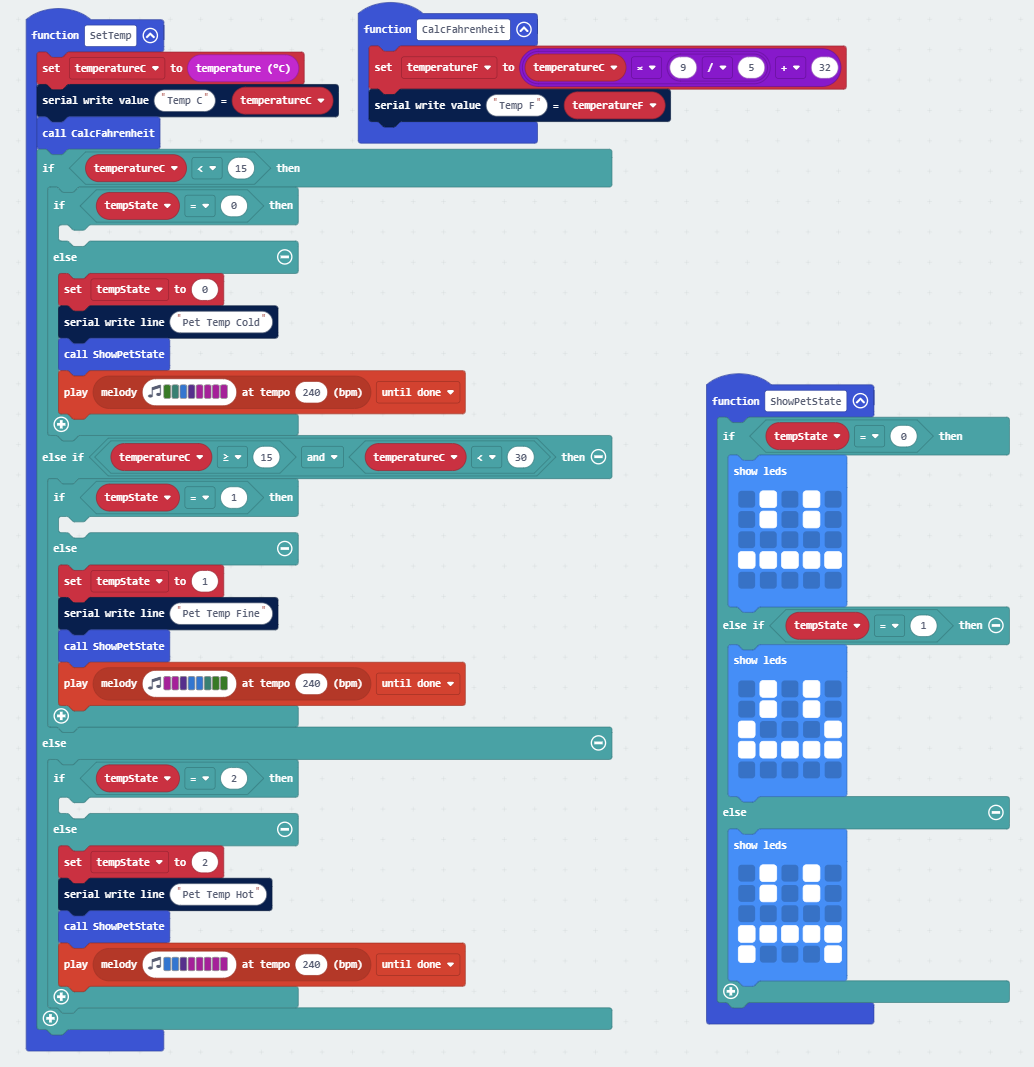 function SetTemp
set temperatureC to temperature (°C)
serial write value "Temp C" = temperatureC
call CalcFahrenheit
if temperatureC < 15 then
if tempState = 0 then
else
set tempState to 0
serial write line "Pet Temp Cold"
call ShowPetState
play melody at tempo 240 (bpm) until done
else if temperatureC ≥ 15 and temperatureC < 30 then
if tempState = 1 then
else
set tempState to 1
serial write line "Pet Temp Fine"
call ShowPetState
play melody at tempo 240 (bpm) until done
else
if tempState = 2 then
else
set tempState to 2
serial write line "Pet Temp Hot"
call ShowPetState
play melody at tempo 240 (bpm) until done
function CalcFahrenheit
set temperatureF to temperatureC × 9 / 5 + 32
serial write value "Temp F" = temperatureF
function ShowPetState
if tempState = 0 then
show leds
else if tempState = 1 then
show leds
else
show leds